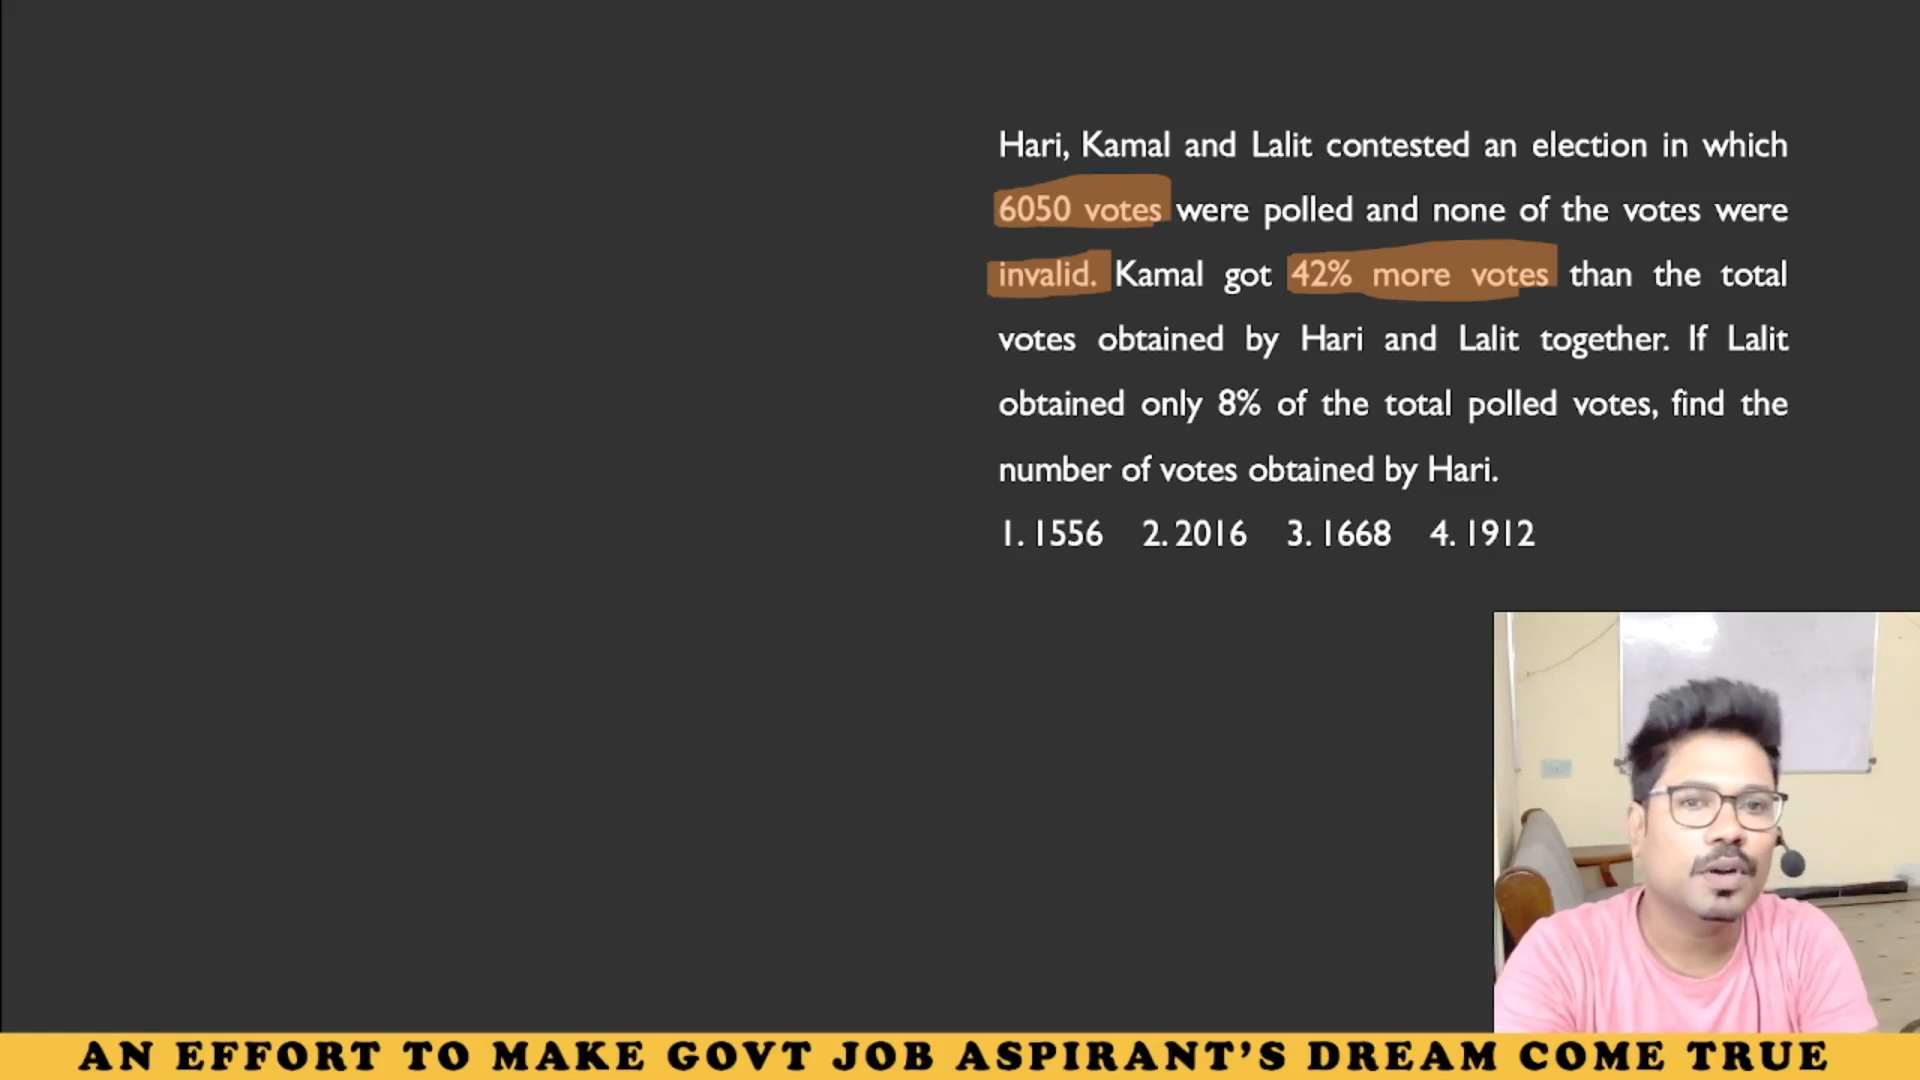 Hari, Kamal and Lalit contested an election in which
6050 votes were polled and none of the votes were
invalid. Kamal got 42% more votes than the total
votes obtained by Hari and Lalit together. If Lalit
obtained only 8% of the total polled votes, find the
number of votes obtained by Hari.
1. 1556 2. 2016 3. 1668 4. 1912
AN EFFORT TO MAKE GOVT JOB ASPIRANT'S DREAM COME TRUE